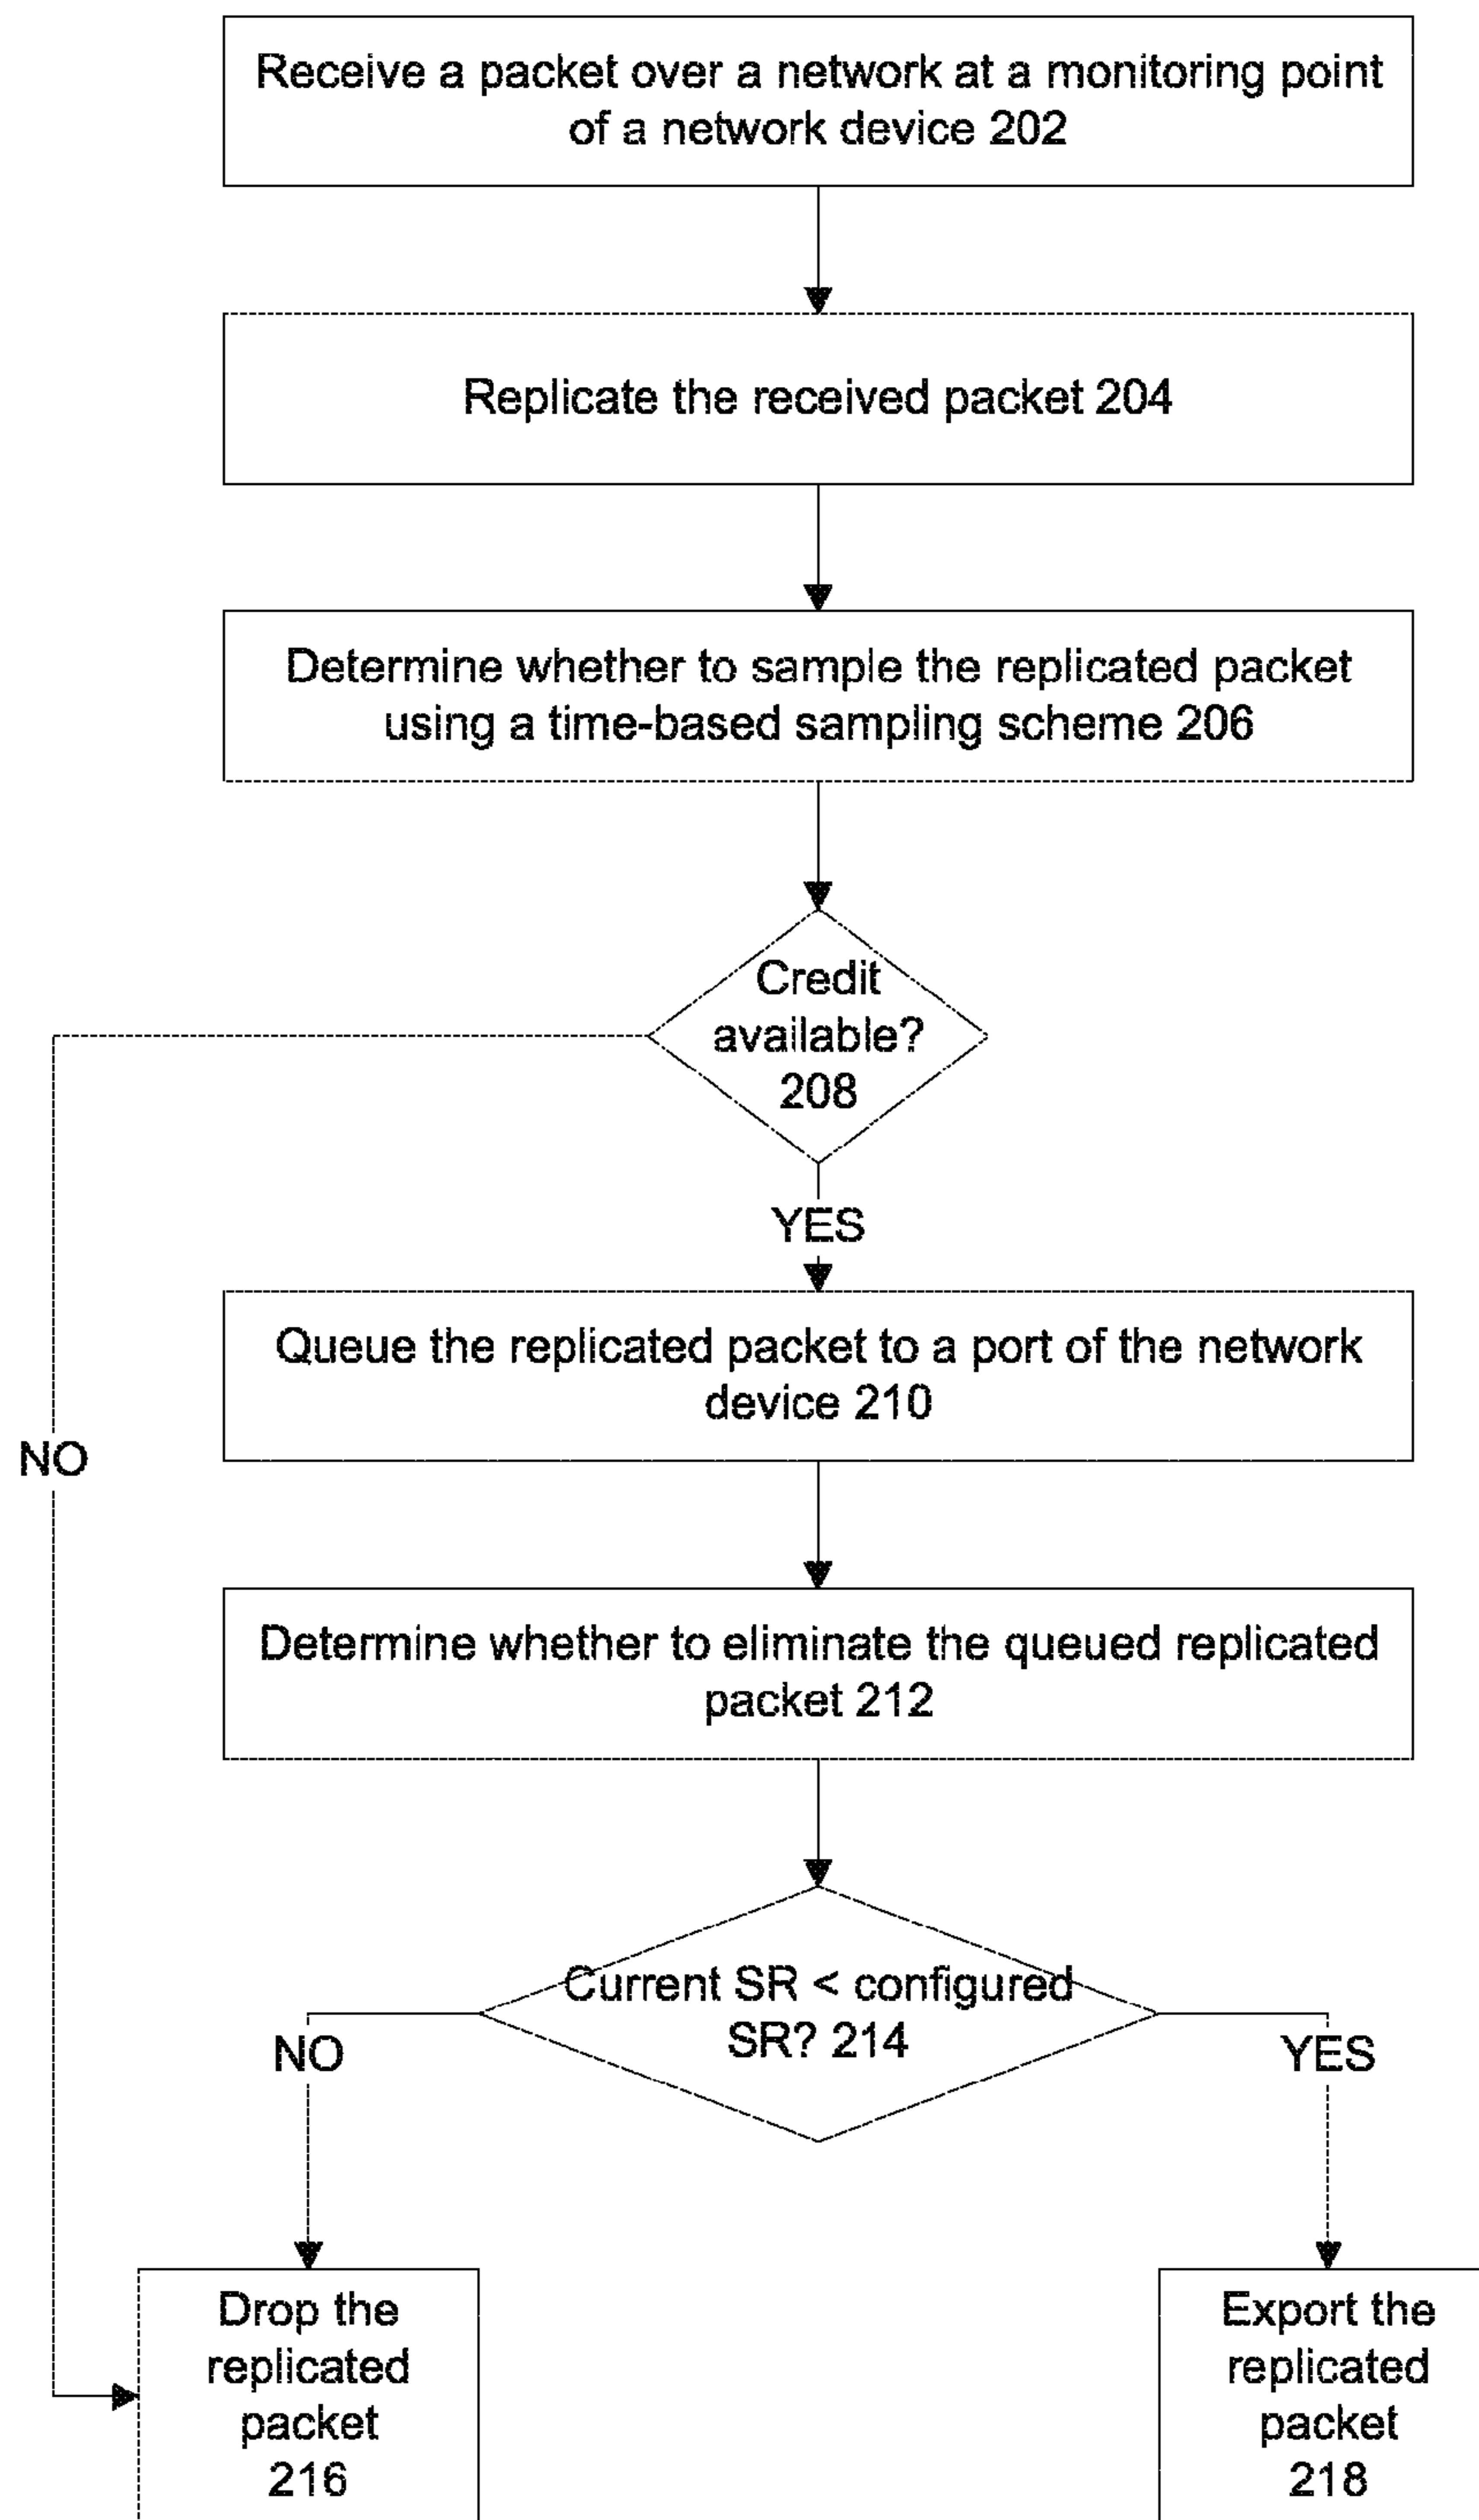 Receive a packet over a network at a monitoring point
of a network device 202
Replicate the received packet 204
Determine whether to sample the replicated packet
using a time-based sampling scheme 206
Credit
available?
208
YES
Queue the replicated packet to a port of the network
device 210
NO
Determine whether to eliminate the queued replicated
packet 212
Current SR < configured
SR? 214
NO
YES
Drop the
replicated
packet
216
Export the
replicated
packet
218